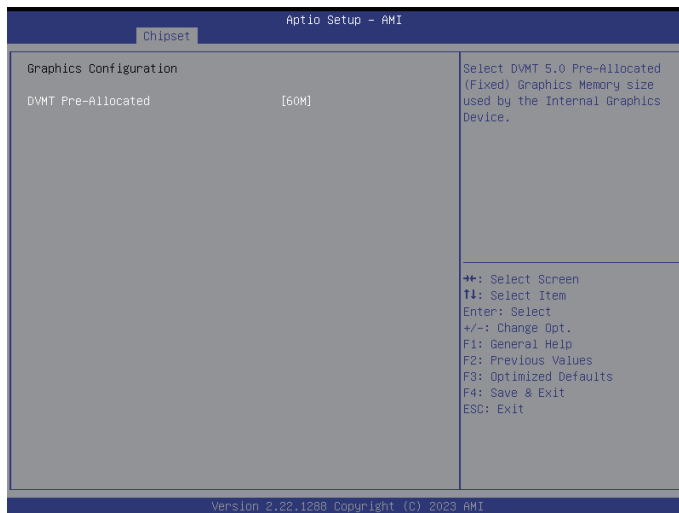 Aptio Setup – AMI
Chipset
Graphics Configuration
DVMT Pre-Allocated [60M]
Select DVMT 5.0 Pre-Allocated
(Fixed) Graphics Memory size
used by the Internal Graphics
Device.
→←: Select Screen
↑↓: Select Item
Enter: Select
+/-: Change Opt.
F1: General Help
F2: Previous Values
F3: Optimized Defaults
F4: Save & Exit
ESC: Exit
Version 2.22.1288 Copyright (C) 2023 AMI